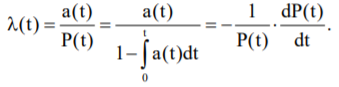 λ(t) = a(t)/P(t) = a(t)/(1−∫₀ᵗ a(t)dt) = −1/P(t) · dP(t)/dt.